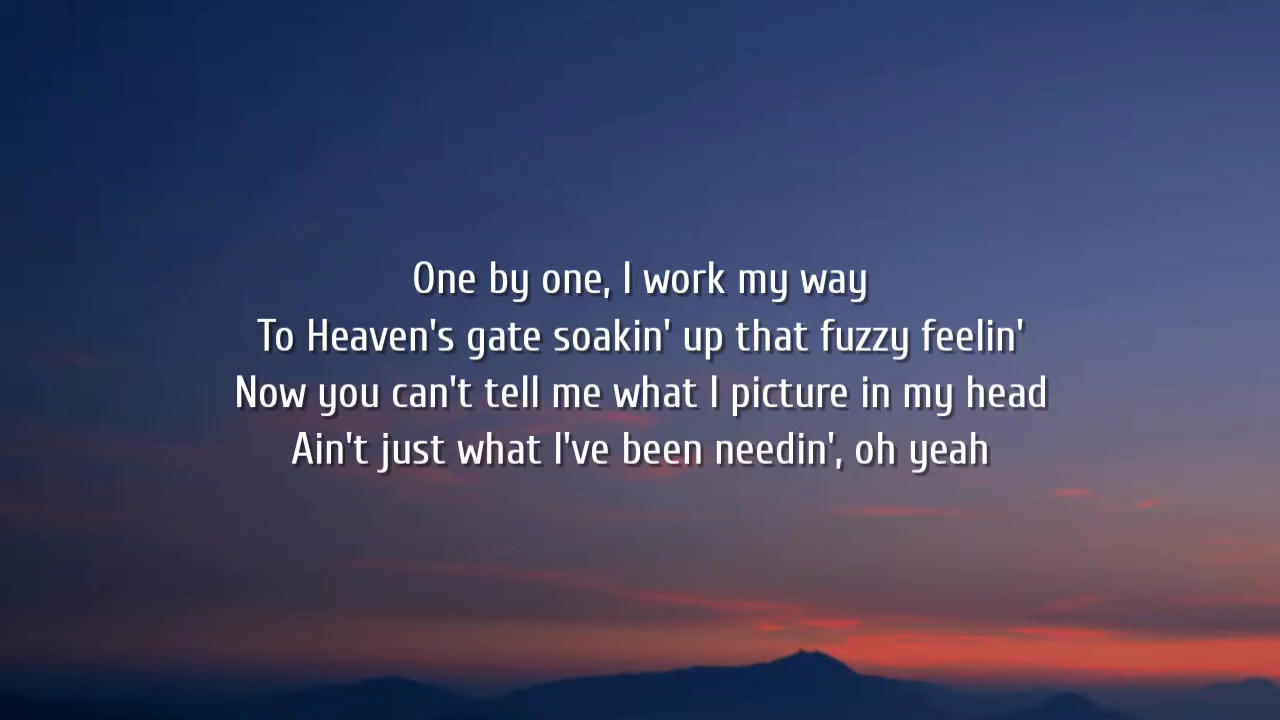 One by one, I work my way
To Heaven's gate soakin' up that fuzzy feelin'
Now you can't tell me what I picture in my head
Ain't just what I've been needin', oh yeah